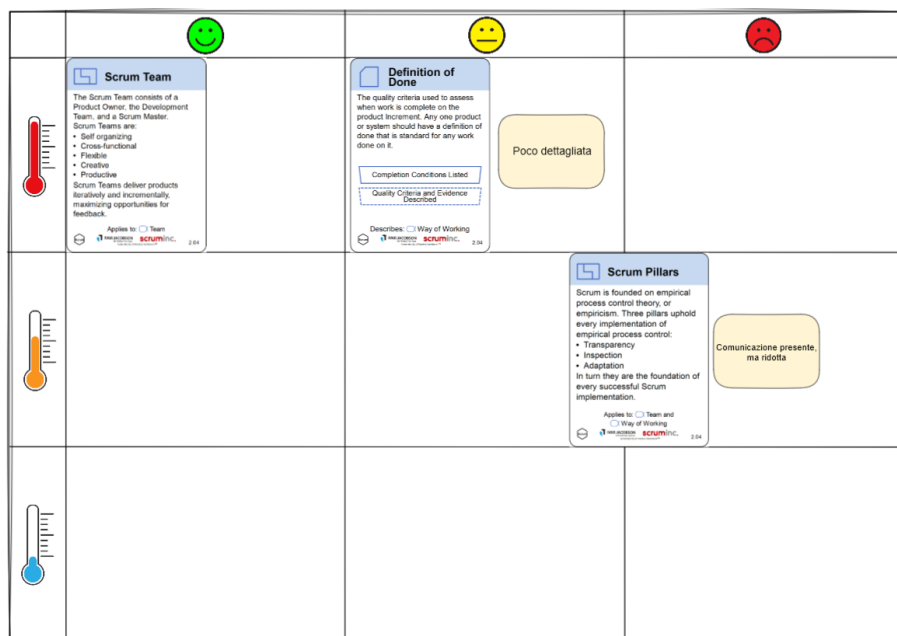 Scrum Team
The Scrum Team consists of a
Product Owner, the Development
Team, and a Scrum Master.
Scrum Teams are:
• Self organizing
• Cross-functional
• Flexible
• Creative
• Productive
Scrum Teams deliver products
iteratively and incrementally,
maximizing opportunities for
feedback.
Applies to: Team
IVAR JACOBSON
scruminc.
2.04
Definition of
Done
The quality criteria used to assess
when work is complete on the
product Increment. Any one product
or system should have a definition of
done that is standard for any work
done on it.
Completion Conditions Listed
Quality Criteria and Evidence
Described
Describes: Way of Working
IVAR JACOBSON
scruminc.
2.04
Poco dettagliata
Scrum Pillars
Scrum is founded on empirical
process control theory, or
empiricism. Three pillars uphold
every implementation of
empirical process control:
• Transparency
• Inspection
• Adaptation
In turn they are the foundation of
every successful Scrum
implementation.
Applies to: Team and
Way of Working
IVAR JACOBSON
scruminc.
2.04
Comunicazione presente,
ma ridotta